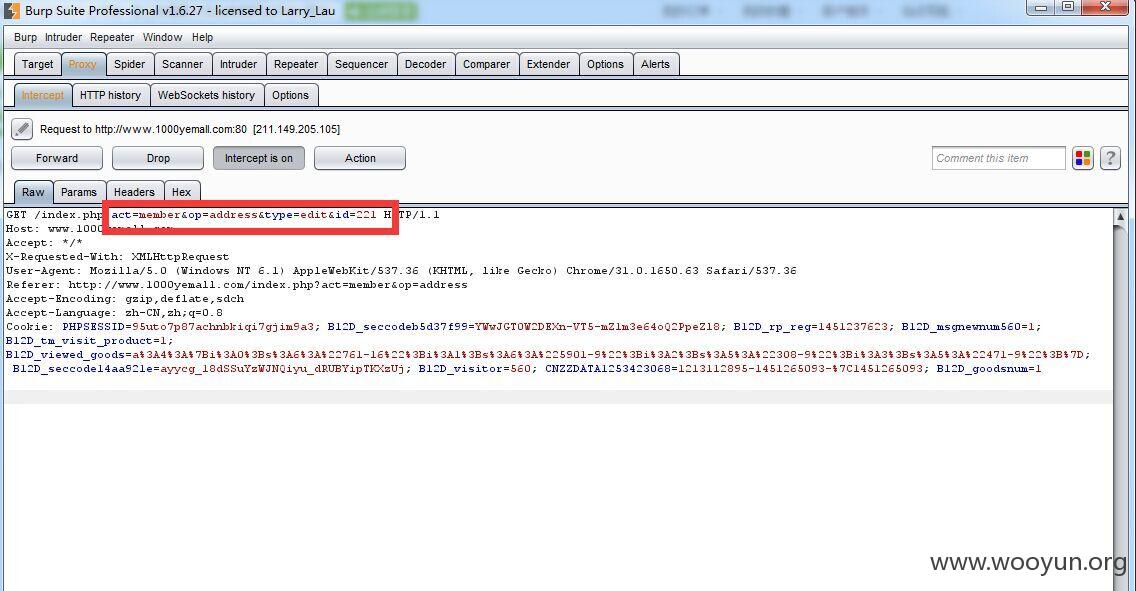 Burp Suite Professional v1.6.27 - licensed to Larry_Lau
Burp Intruder Repeater Window Help
Target Proxy Spider Scanner Intruder Repeater Sequencer Decoder Comparer Extender Options Alerts
Intercept HTTP history WebSockets history Options
Request to http://www.1000yemall.com:80 [211.149.205.105]
Forward Drop Intercept is on Action Comment this item ?
Raw Params Headers Hex
GET /index.php?act=member&op=address&type=edit&id=221 HTTP/1.1
Host: www.1000yemall.com
Accept: */*
X-Requested-With: XMLHttpRequest
User-Agent: Mozilla/5.0 (Windows NT 6.1) AppleWebKit/537.36 (KHTML, like Gecko) Chrome/31.0.1650.63 Safari/537.36
Referer: http://www.1000yemall.com/index.php?act=member&op=address
Accept-Encoding: gzip,deflate,sdch
Accept-Language: zh-CN,zh;q=0.8
Cookie: PHPSESSID=95uto7p87achnbkiqi7gjim9a3; B12D_seccodeb5d37f99=YWwJGT0W2DEXn-VT5-mZ1m3e64oQ2PpeZ18; B12D_rp_reg=1451237623; B12D_msgnewnum560=1;
B12D_tm_visit_product=1;
B12D_viewed_goods=a%3A4%3A%7Bi%3A0%3Bs%3A6%3A%22761-16%22%3Bi%3A1%3Bs%3A6%3A%225901-9%22%3Bi%3A2%3Bs%3A5%3A%22308-9%22%3Bi%3A3%3Bs%3A5%3A%22471-9%22%3B%7D;
B12D_seccode14aa921e=ayycg_18dSSuYzWJNQiyu_dRUBYipTKXzUj; B12D_visitor=560; CNZZDATA1253423068=1213112895-1451265093-%7C1451265093; B12D_goodsnum=1
www.wooyun.org